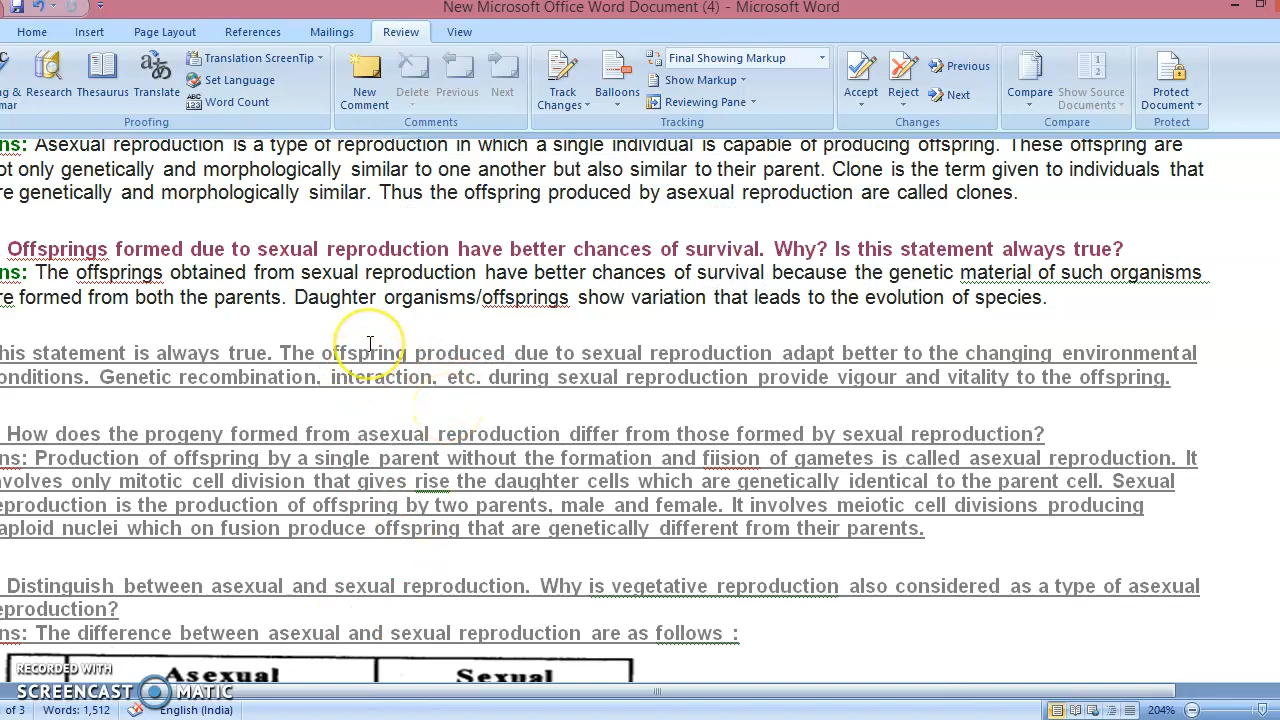 New Microsoft Office Word Document (4) - Microsoft Word
Home Insert Page Layout References Mailings Review View
Research Thesaurus Translate
Translation ScreenTip
Set Language
Word Count
Proofing
New Comment
Delete
Previous
Next
Comments
Track Changes
Balloons
Final Showing Markup
Show Markup
Reviewing Pane
Tracking
Accept
Reject
Previous
Next
Changes
Compare
Show Source Documents
Compare
Protect Document
Protect
ns: Asexual reproduction is a type of reproduction in which a single individual is capable of producing offspring. These offspring are
ot only genetically and morphologically similar to one another but also similar to their parent. Clone is the term given to individuals that
re genetically and morphologically similar. Thus the offspring produced by asexual reproduction are called clones.
Offsprings formed due to sexual reproduction have better chances of survival. Why? Is this statement always true?
ns: The offsprings obtained from sexual reproduction have better chances of survival because the genetic material of such organisms
re formed from both the parents. Daughter organisms/offsprings show variation that leads to the evolution of species.
his statement is always true. The offspring produced due to sexual reproduction adapt better to the changing environmental
onditions. Genetic recombination, interaction, etc. during sexual reproduction provide vigour and vitality to the offspring.
How does the progeny formed from asexual reproduction differ from those formed by sexual reproduction?
ns: Production of offspring by a single parent without the formation and fiision of gametes is called asexual reproduction. It
volves only mitotic cell division that gives rise the daughter cells which are genetically identical to the parent cell. Sexual
eproduction is the production of offspring by two parents, male and female. It involves meiotic cell divisions producing
aploid nuclei which on fusion produce offspring that are genetically different from their parents.
Distinguish between asexual and sexual reproduction. Why is vegetative reproduction also considered as a type of asexual
eproduction?
ns: The difference between asexual and sexual reproduction are as follows :
Asexual Sexual
RECORDED WITH
SCREENCAST MATIC
of 3 Words: 1,512 English (India) 204%